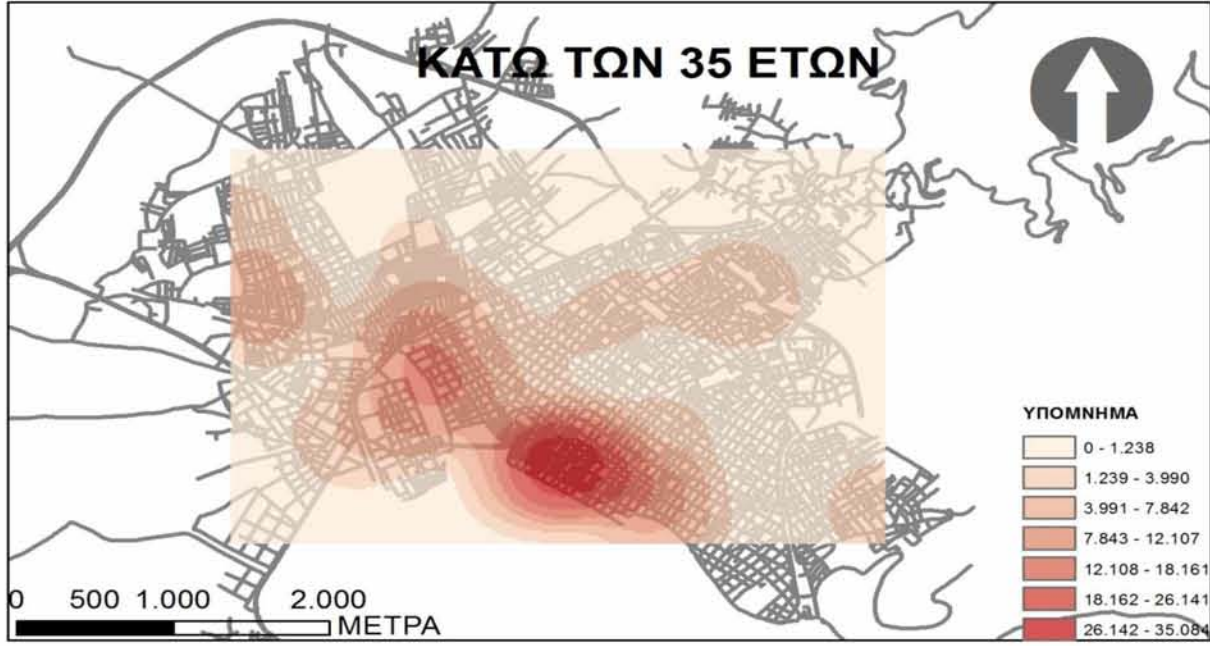 ΚΑΤΩ ΤΩΝ 35 ΕΤΩΝ
ΥΠΟΜΝΗΜΑ
0 - 1.238
1.239 - 3.990
3.991 - 7.842
7.843 - 12.107
12.108 - 18.161
18.162 - 26.141
26.142 - 35.084
0 500 1.000 2.000
ΜΕΤΡΑ